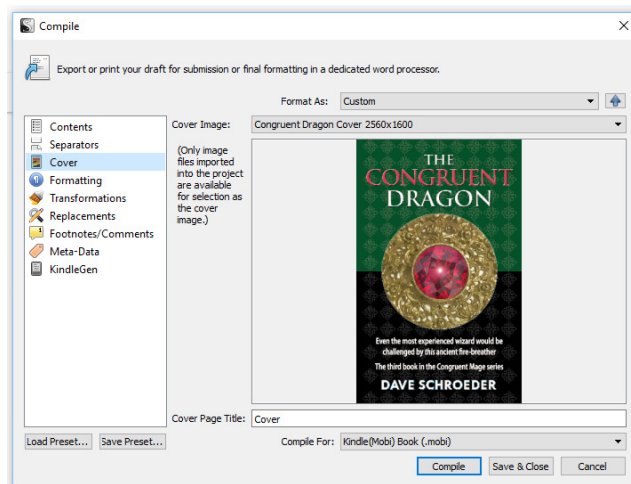 Compile
Export or print your draft for submission or final formatting in a dedicated word processor.
Format As: Custom
Contents
Separators
Cover
Formatting
Transformations
Replacements
Footnotes/Comments
Meta-Data
KindleGen
Cover Image: Congruent Dragon Cover 2560x1600
(Only image
files imported
into the project
are available
for selection as
the cover
image.)
THE
CONGRUENT
DRAGON
Even the most experienced wizard would be
challenged by this ancient fire-breather
The third book in the Congruent Mage series
DAVE SCHROEDER
Cover Page Title: Cover
Load Preset... Save Preset...
Compile For: Kindle(Mobi) Book (.mobi)
Compile Save & Close Cancel